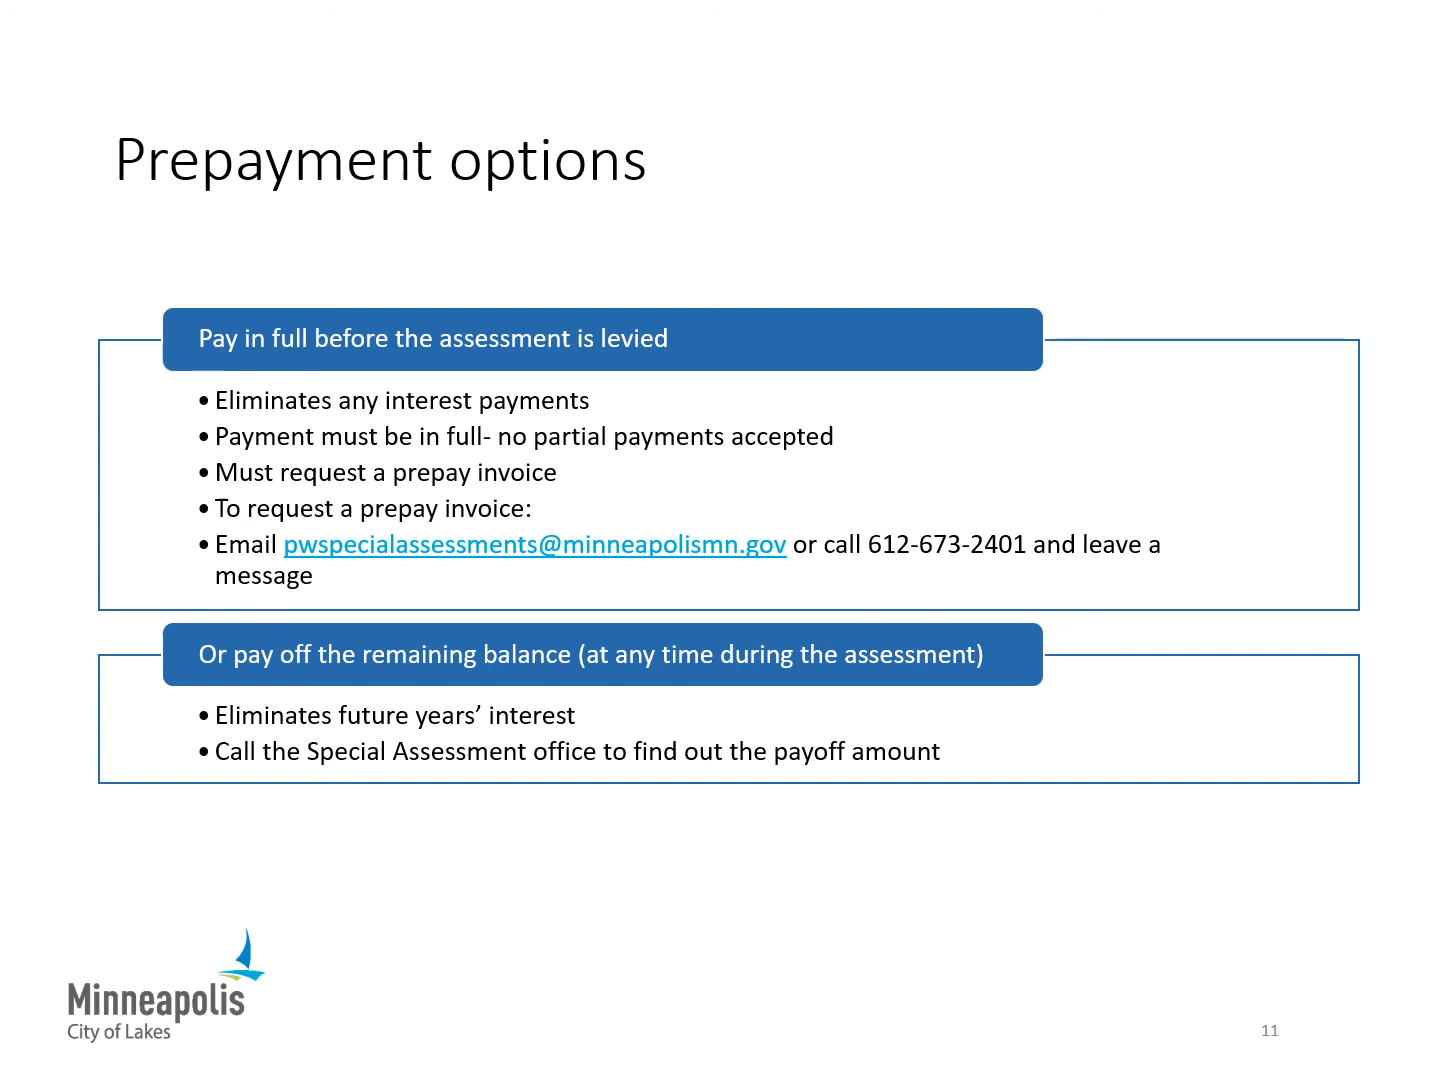 Prepayment options
Pay in full before the assessment is levied
• Eliminates any interest payments
• Payment must be in full- no partial payments accepted
• Must request a prepay invoice
• To request a prepay invoice:
• Email pwspecialassessments@minneapolismn.gov or call 612-673-2401 and leave a
message
Or pay off the remaining balance (at any time during the assessment)
• Eliminates future years’ interest
• Call the Special Assessment office to find out the payoff amount
Minneapolis
City of Lakes
11